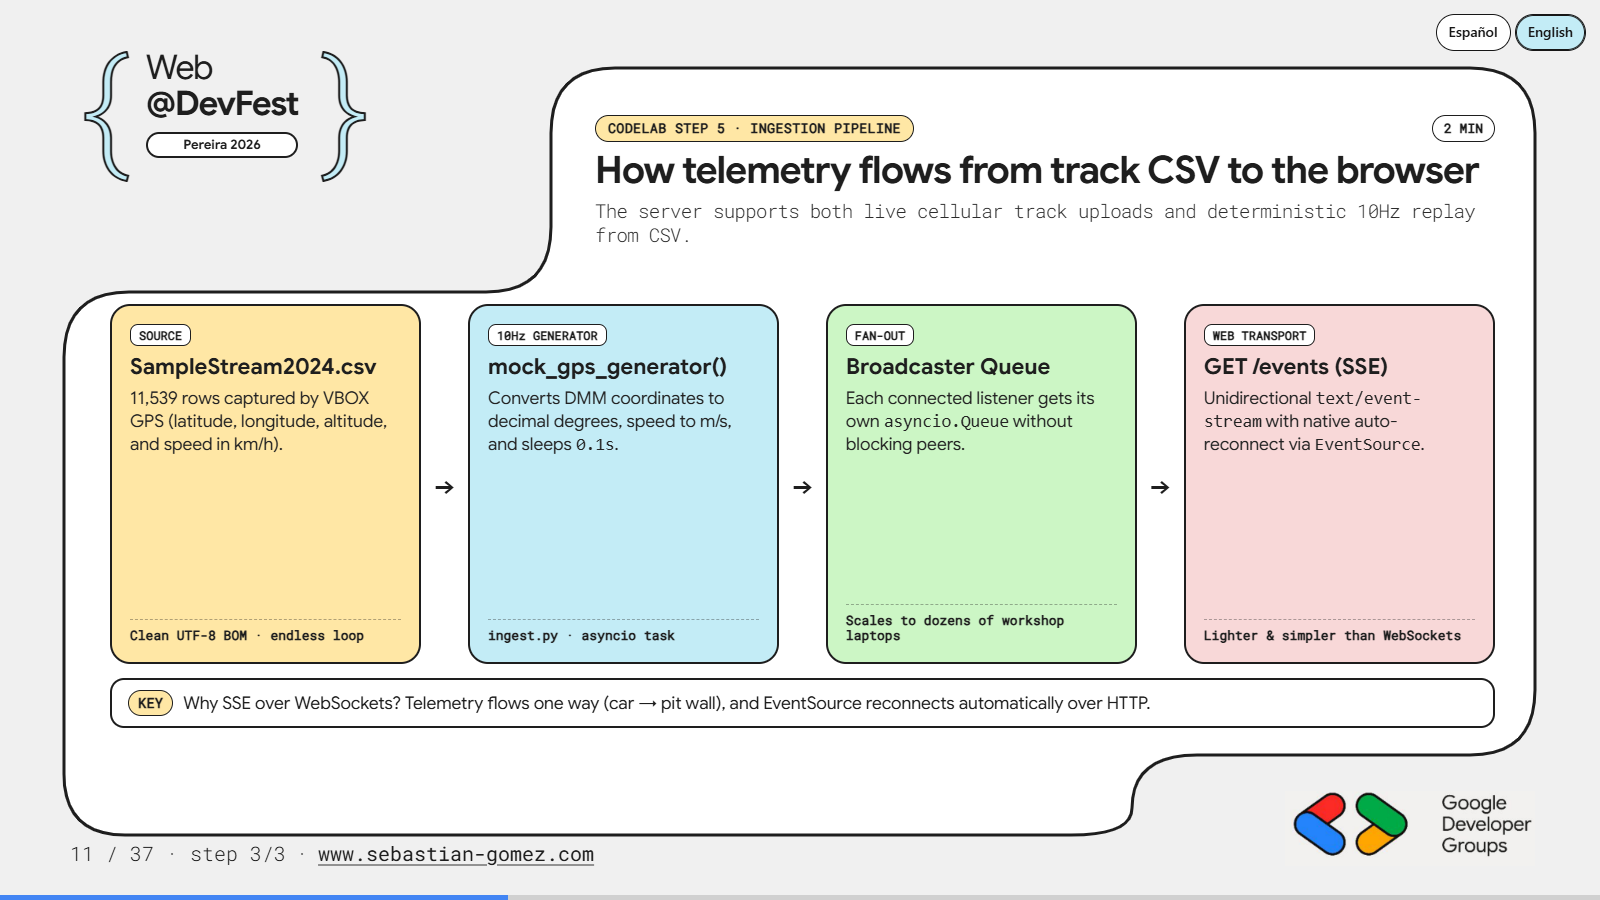 Español
English
Web
@DevFest
Pereira 2026
CODELAB STEP 5 · INGESTION PIPELINE
2 MIN
How telemetry flows from track CSV to the browser
The server supports both live cellular track uploads and deterministic 10Hz replay
from CSV.
SOURCE
SampleStream2024.csv
11,539 rows captured by VBOX
GPS (latitude, longitude, altitude,
and speed in km/h).
Clean UTF-8 BOM · endless loop
→
10Hz GENERATOR
mock_gps_generator()
Converts DMM coordinates to
decimal degrees, speed to m/s,
and sleeps 0.1s.
ingest.py · asyncio task
→
FAN-OUT
Broadcaster Queue
Each connected listener gets its
own asyncio.Queue without
blocking peers.
Scales to dozens of workshop
laptops
→
WEB TRANSPORT
GET /events (SSE)
Unidirectional text/event-
stream with native auto-
reconnect via EventSource.
Lighter & simpler than WebSockets
KEY
Why SSE over WebSockets? Telemetry flows one way (car → pit wall), and EventSource reconnects automatically over HTTP.
11 / 37 · step 3/3 · www.sebastian-gomez.com
Google
Developer
Groups